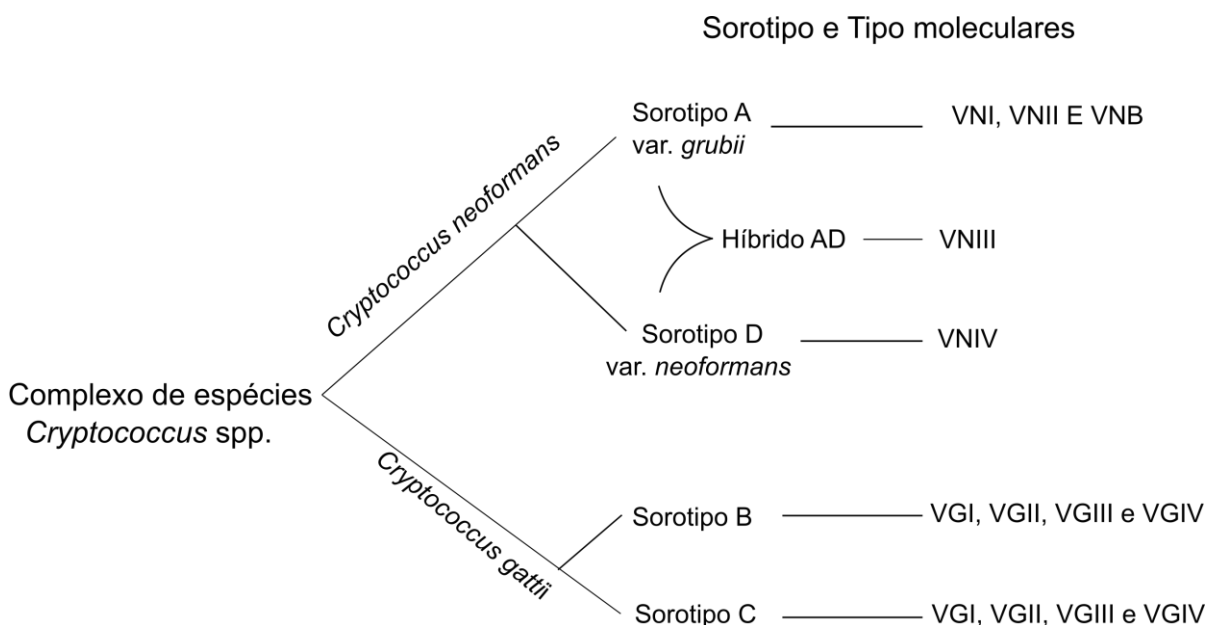 Sorotipo e Tipo moleculares
Sorotipo A
var. grubii
VNI, VNII E VNB
Cryptococcus neoformans
Híbrido AD
VNIII
Sorotipo D
var. neoformans
VNIV
Complexo de espécies
Cryptococcus spp.
Cryptococcus gattii
Sorotipo B
VGI, VGII, VGIII e VGIV
Sorotipo C
VGI, VGII, VGIII e VGIV